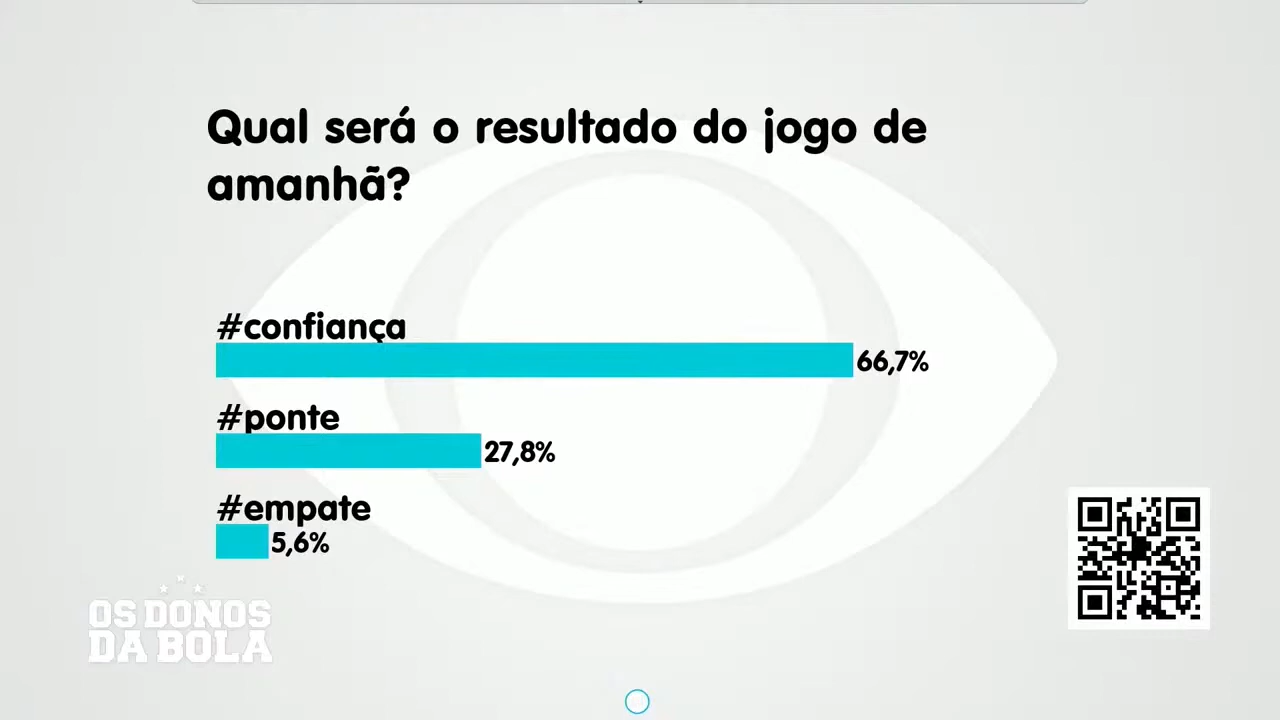 Qual será o resultado do jogo de
amanhã?
#confiança
66,7%
#ponte
27,8%
#empate
5,6%
OS DONOS
DA BOLA